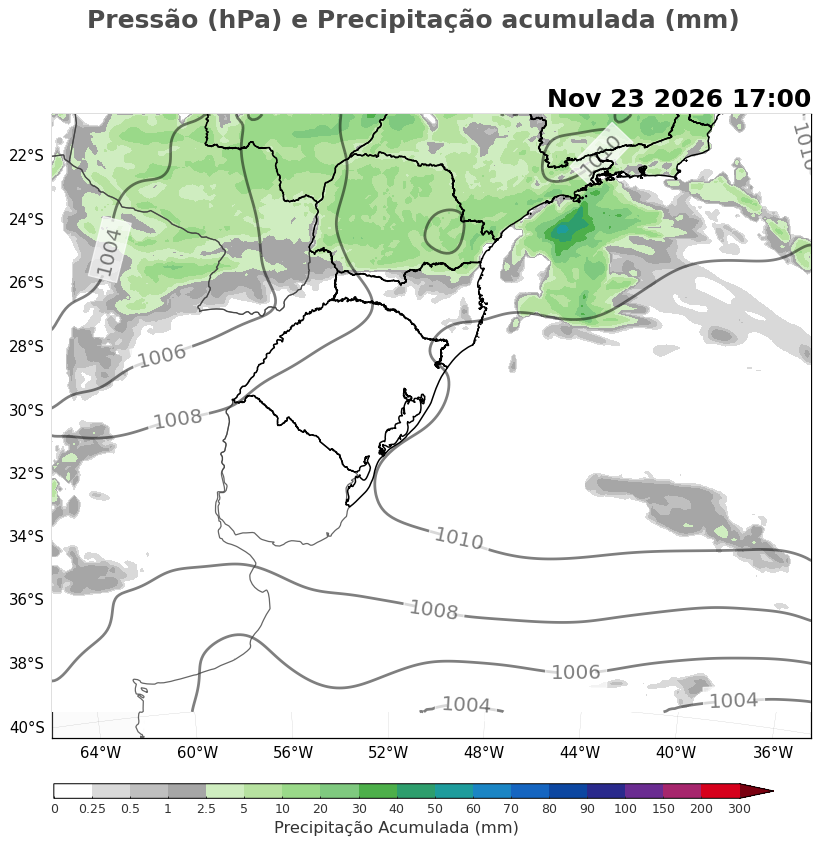 Pressão (hPa) e Precipitação acumulada (mm)
Nov 23 2026 17:00
1010
1010
22°S
24°S
1004
26°S
28°S
1006
30°S
1008
32°S
34°S
1010
36°S
1008
38°S
1006
1004
1004
40°S
64°W 60°W 56°W 52°W 48°W 44°W 40°W 36°W
0 0.25 0.5 1 2.5 5 10 20 30 40 50 60 70 80 90 100 150 200 300
Precipitação Acumulada (mm)